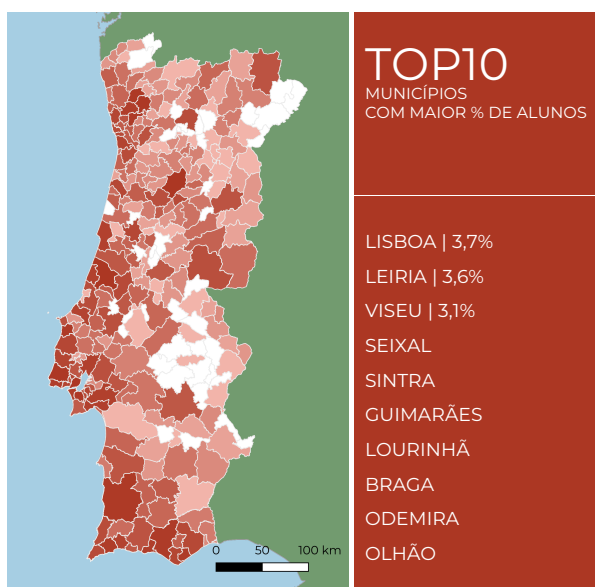 TOP10
MUNICÍPIOS
COM MAIOR % DE ALUNOS
LISBOA | 3,7%
LEIRIA | 3,6%
VISEU | 3,1%
SEIXAL
SINTRA
GUIMARÃES
LOURINHÃ
BRAGA
ODEMIRA
OLHÃO
0 50 100 km